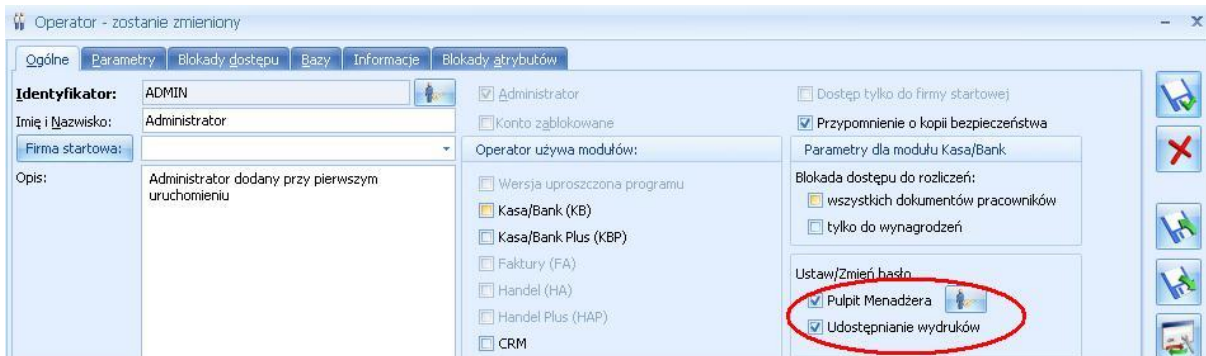 Operator - zostanie zmieniony
Ogólne Parametry Blokady dostępu Bazy Informacje Blokady atrybutów
Identyfikator: ADMIN
Imię i Nazwisko: Administrator
Firma startowa:
Opis: Administrator dodany przy pierwszym
uruchomieniu
Administrator
Konto zablokowane
Operator używa modułów:
Wersja uproszczona programu
Kasa/Bank (KB)
Kasa/Bank Plus (KBP)
Faktury (FA)
Handel (HA)
Handel Plus (HAP)
CRM
Dostęp tylko do firmy startowej
Przypomnienie o kopii bezpieczeństwa
Parametry dla modułu Kasa/Bank
Blokada dostępu do rozliczeń:
wszystkich dokumentów pracowników
tylko do wynagrodzeń
Ustaw/Zmień hasło
Pulpit Menadżera
Udostępnianie wydruków